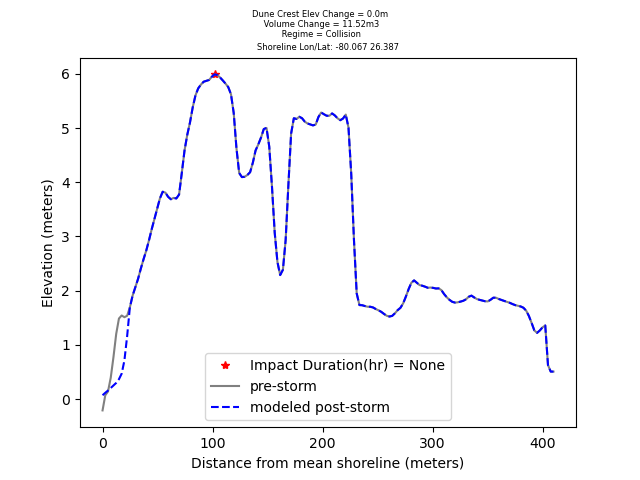 Dune Crest Elev Change = 0.0m
Volume Change = 11.52m3
Regime = Collision
Shoreline Lon/Lat: -80.067 26.387
6
5
4
3
2
1
0
Elevation (meters)
Impact Duration(hr) = None
pre-storm
modeled post-storm
0
100
200
300
400
Distance from mean shoreline (meters)